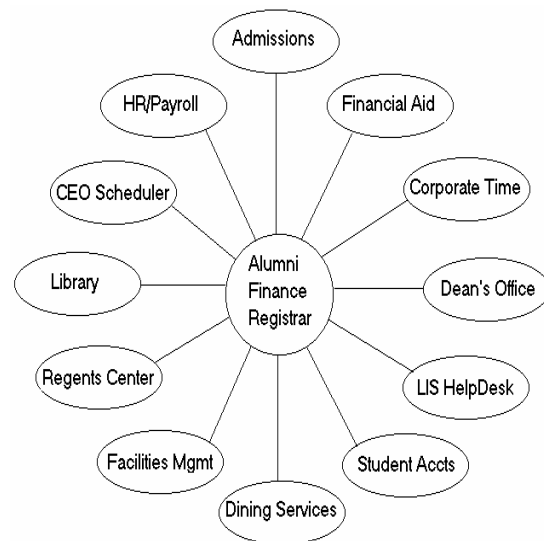 Admissions
HR/Payroll
Financial Aid
CEO Scheduler
Corporate Time
Alumni
Finance
Registrar
Library
Dean's Office
Regents Center
LIS HelpDesk
Facilities Mgmt
Student Accts
Dining Services